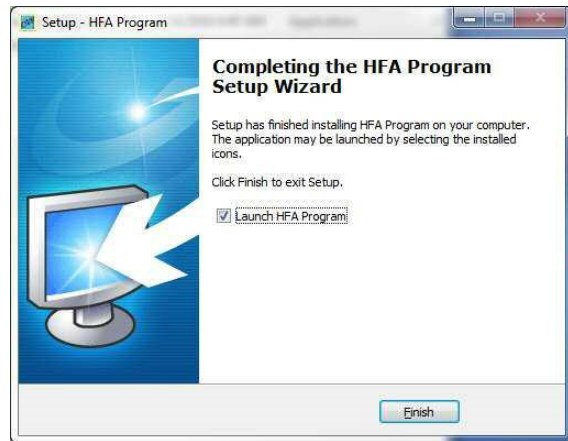 Setup - HFA Program
Completing the HFA Program
Setup Wizard
Setup has finished installing HFA Program on your computer.
The application may be launched by selecting the installed
icons.
Click Finish to exit Setup.
Launch HFA Program
Finish